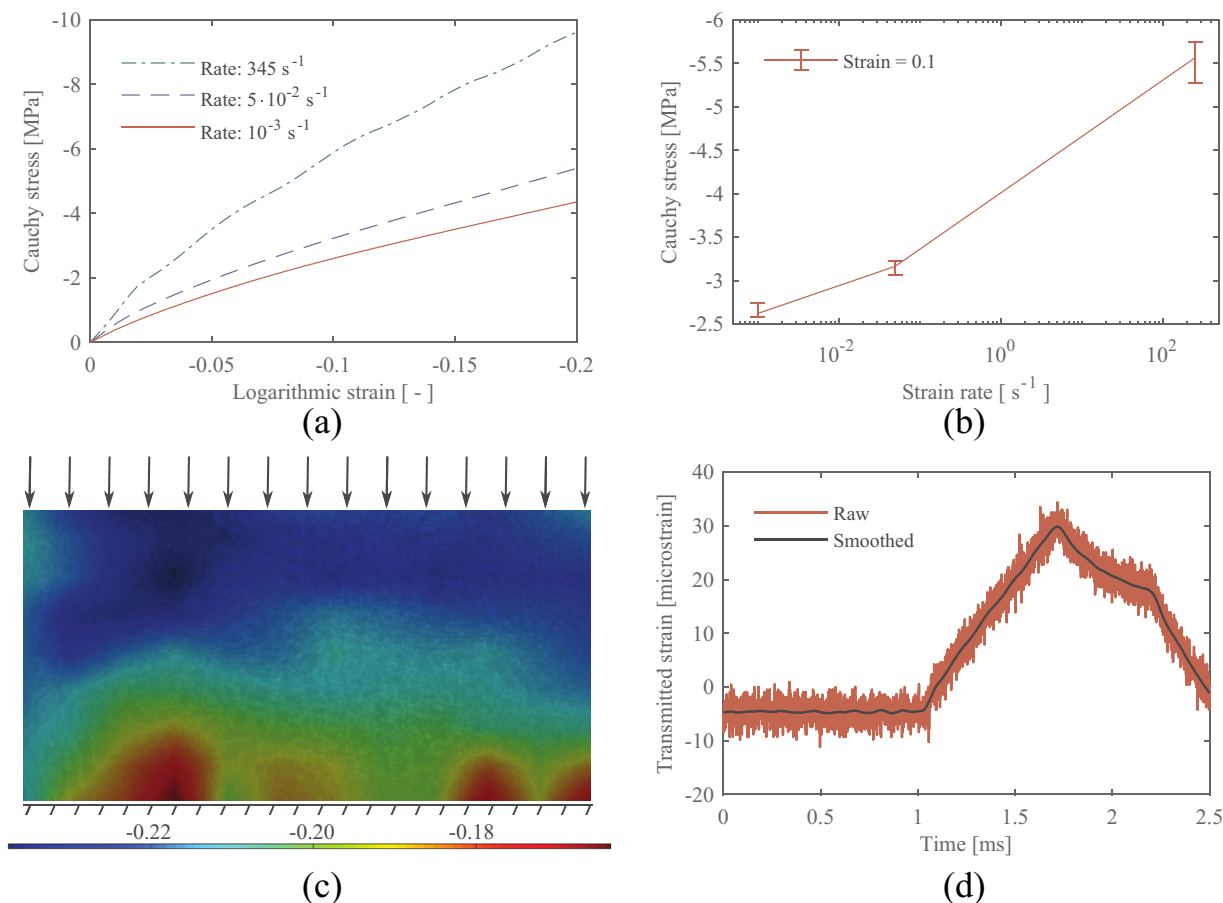 -10
-8
-6
-4
-2
0
Cauchy stress [MPa]
Rate: 345 s⁻¹
Rate: 5·10⁻² s⁻¹
Rate: 10⁻³ s⁻¹
0 -0.05 -0.1 -0.15 -0.2
Logarithmic strain [ - ]
(a)
-6
-5.5
-5
-4.5
-4
-3.5
-3
-2.5
Cauchy stress [MPa]
Strain = 0.1
10⁻² 10⁰ 10²
Strain rate [ s⁻¹ ]
(b)
-0.22 -0.20 -0.18
(c)
40
30
20
10
0
-10
-20
Transmitted strain [microstrain]
Raw
Smoothed
0 0.5 1 1.5 2 2.5
Time [ms]
(d)